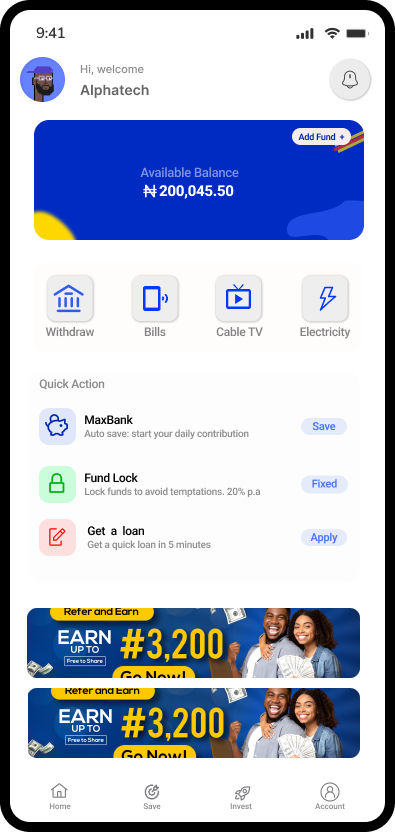 9:41
Hi, welcome
Alphatech
Add Fund +
Available Balance
₦ 200,045.50
Withdraw
Bills
Cable TV
Electricity
Quick Action
MaxBank
Auto save: start your daily contribution
Save
Fund Lock
Lock funds to avoid temptations. 20% p.a
Fixed
Get a loan
Get a quick loan in 5 minutes
Apply
Refer and Earn
EARN
UP TO
Free to Share
#3,200
Go Now!
Refer and Earn
EARN
UP TO
Free to Share
#3,200
Go Now!
Home
Save
Invest
Account